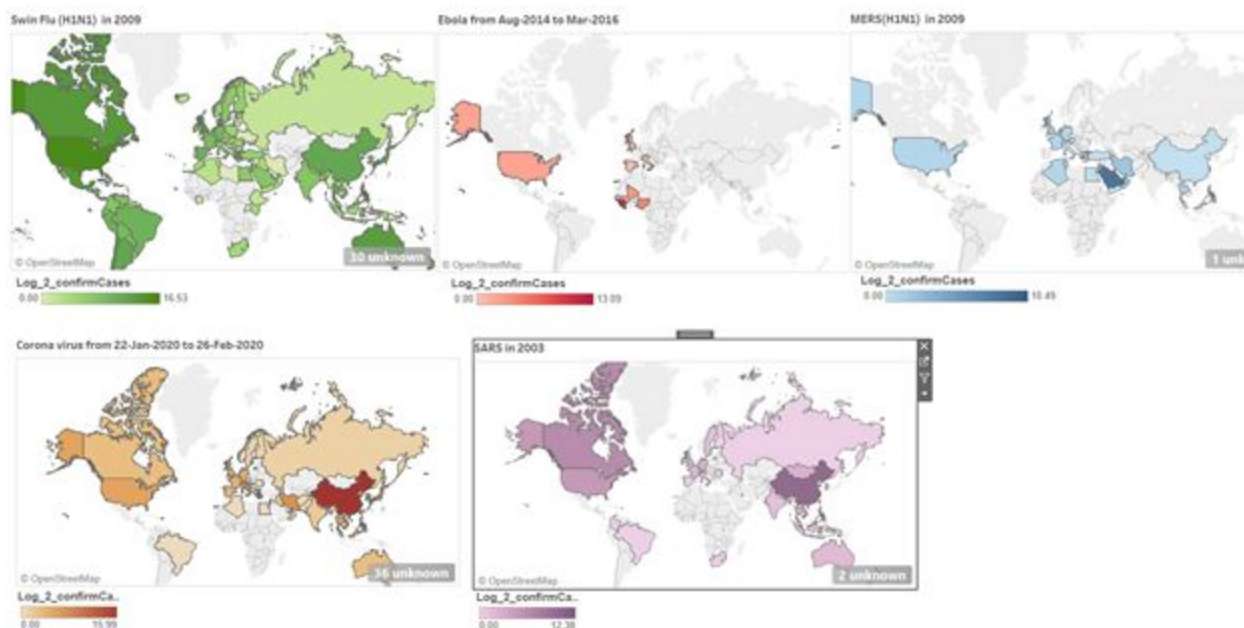 Swin Flu (H1N1) in 2009
Ebola from Aug-2014 to Mar-2016
MERS(H1N1) in 2009
30 unknown
1 unk
© OpenStreetMap
© OpenStreetMap
© OpenStreetMap
Log_2_confirmCases
Log_2_confirmCases
Log_2_confirmCases
0.00 16.53
0.00 13.09
0.00 10.49
Corona virus from 22-Jan-2020 to 26-Feb-2020
SARS in 2003
36 unknown
2 unknown
© OpenStreetMap
© OpenStreetMap
Log_2_confirmCa..
Log_2_confirmCa..
0.00 15.99
0.00 12.38